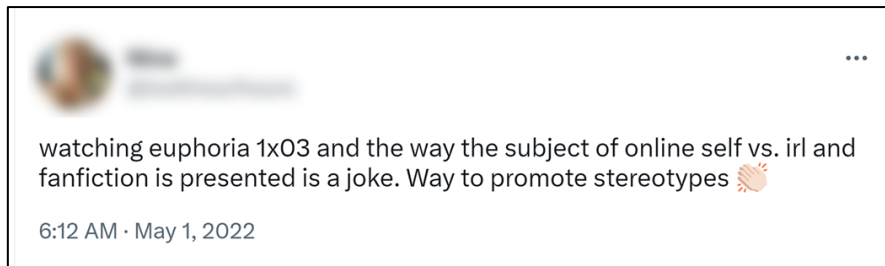 watching euphoria 1x03 and the way the subject of online self vs. irl and
fanfiction is presented is a joke. Way to promote stereotypes 👏🏻
6:12 AM · May 1, 2022